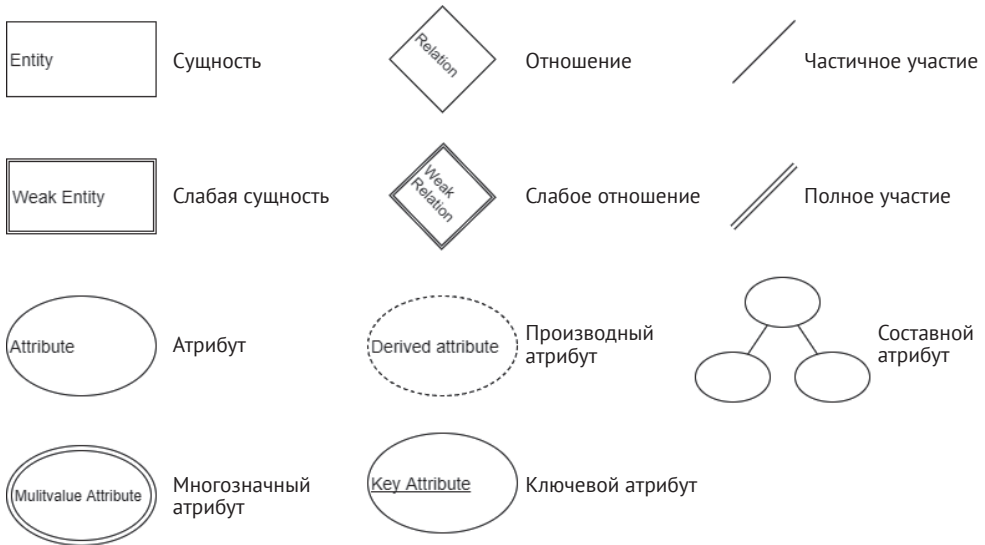 Entity
Сущность
Relation
Отношение
Частичное участие
Weak Entity
Слабая сущность
Weak
Relation
Слабое отношение
Полное участие
Attribute
Атрибут
Derived attribute
Производный
атрибут
Составной
атрибут
Mulitvalue Attribute
Многозначный
атрибут
Key Attribute
Ключевой атрибут